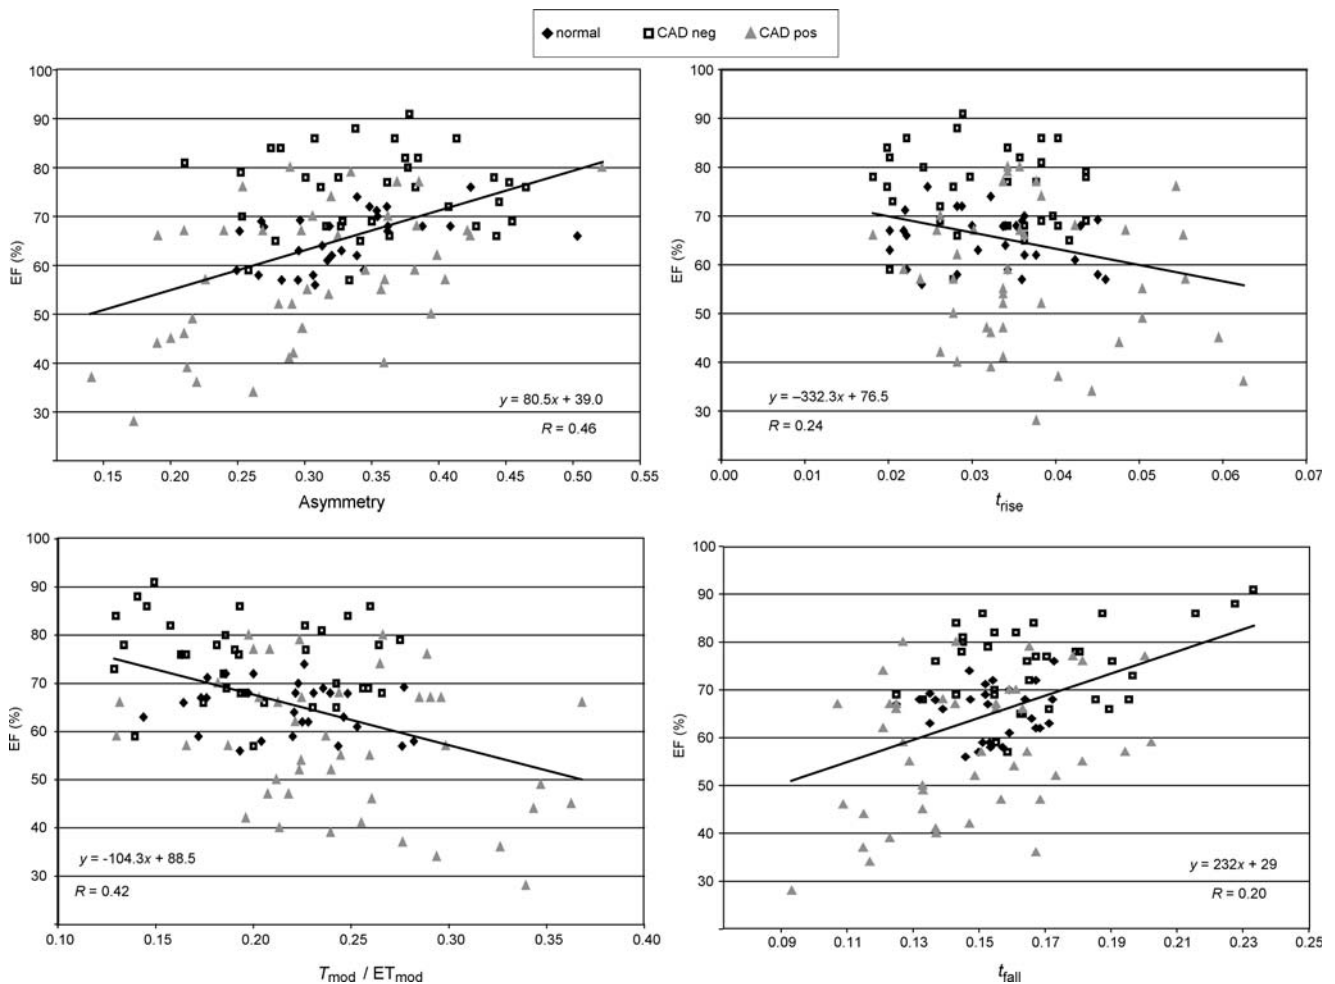 normal CAD neg CAD pos
100
90
80
70
60
50
40
30
EF (%)
y = 80.5x + 39.0
R = 0.46
0.15 0.20 0.25 0.30 0.35 0.40 0.45 0.50 0.55
Asymmetry
100
90
80
70
60
50
40
30
20
EF (%)
y = –332.3x + 76.5
R = 0.24
0.00 0.01 0.02 0.03 0.04 0.05 0.06 0.07
trise
100
90
80
70
60
50
40
30
20
EF (%)
y = -104.3x + 88.5
R = 0.42
0.10 0.15 0.20 0.25 0.30 0.35 0.40
Tmod / ETmod
100
90
80
70
60
50
40
30
20
EF (%)
y = 232x + 29
R = 0.20
0.09 0.11 0.13 0.15 0.17 0.19 0.21 0.23 0.25
tfall